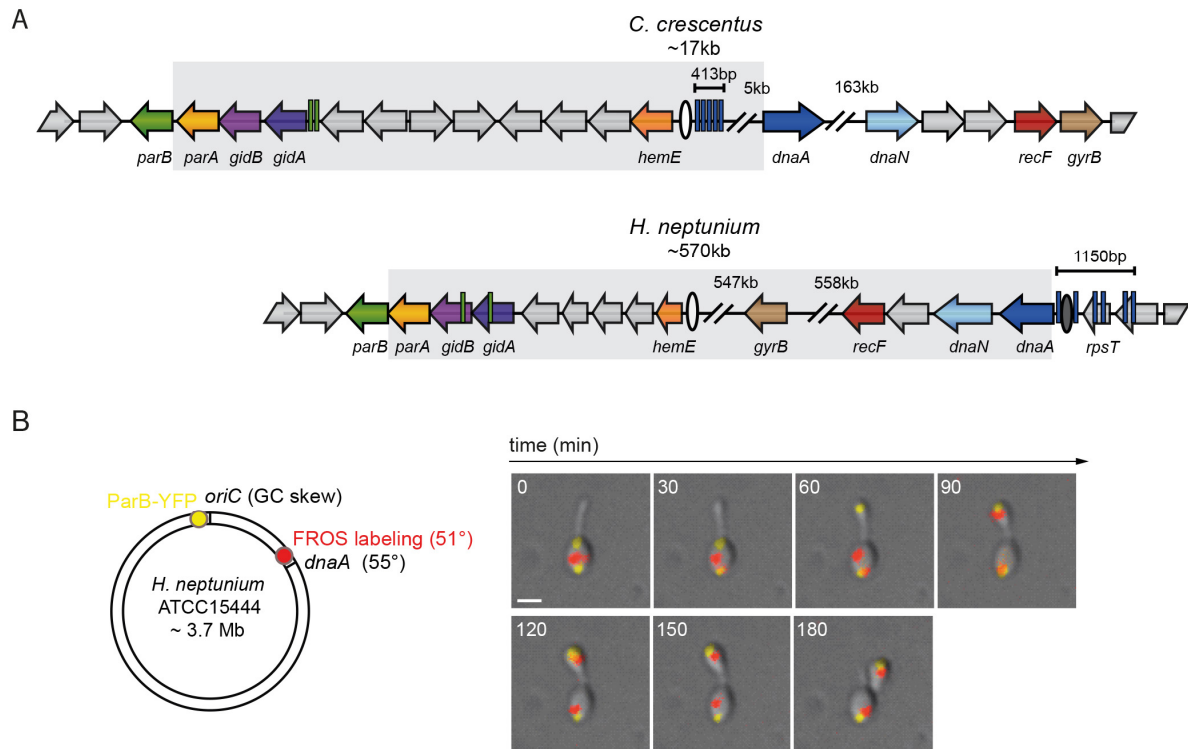 A
C. crescentus
~17kb
413bp
5kb
163kb
parB parA gidB gidA hemE dnaA dnaN recF gyrB
H. neptunium
~570kb
1150bp
547kb
558kb
parB parA gidB gidA hemE gyrB recF dnaN dnaA rpsT
B
time (min)
ParB-YFP oriC (GC skew)
FROS labeling (51°)
dnaA (55°)
H. neptunium
ATCC15444
~ 3.7 Mb
0 30 60 90
120 150 180